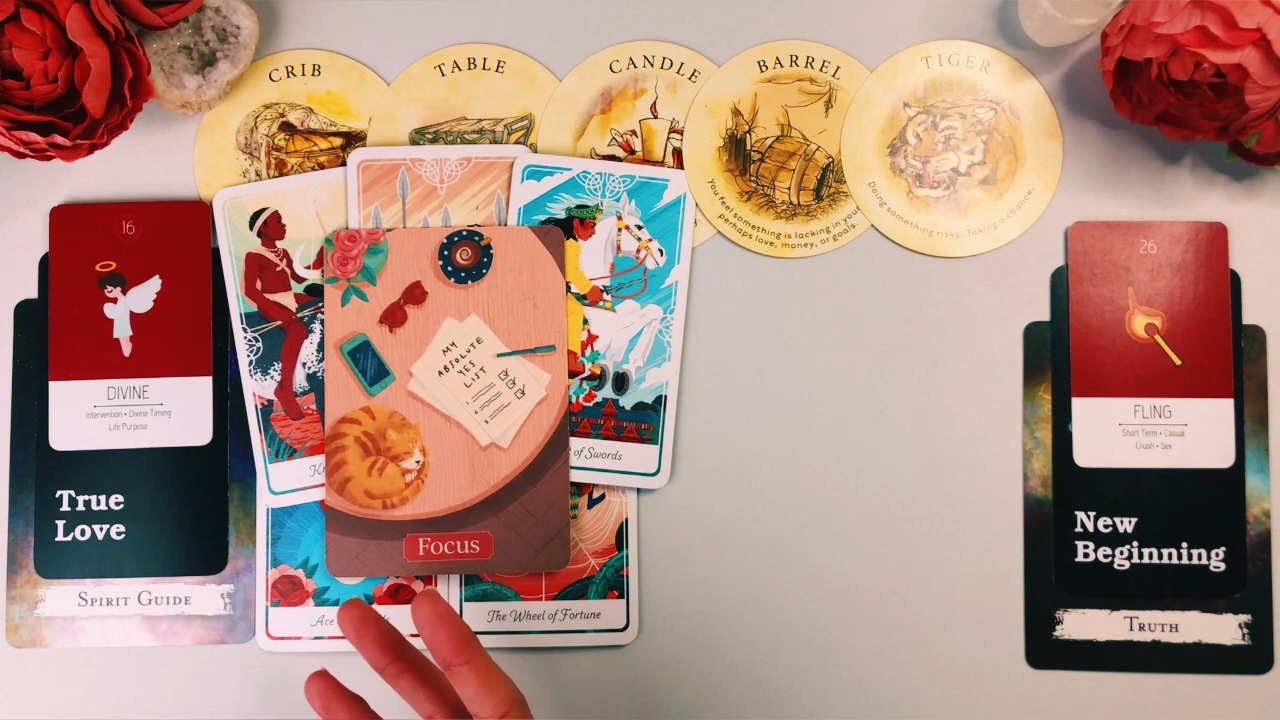 CRIB
TABLE
CANDLE
BARREL
You feel something is lacking in your
perhaps love, money, or goals.
TIGER
Doing something risky. Taking a chance.
16
DIVINE
Intervention • Divine Timing
Life Purpose
True
Love
SPIRIT GUIDE
of Swords
MY
ABSOLUTE
YES
LIST
Focus
Ace
The Wheel of Fortune
26
FLING
Short Term • Casual
Crush • Sex
New
Beginning
TRUTH